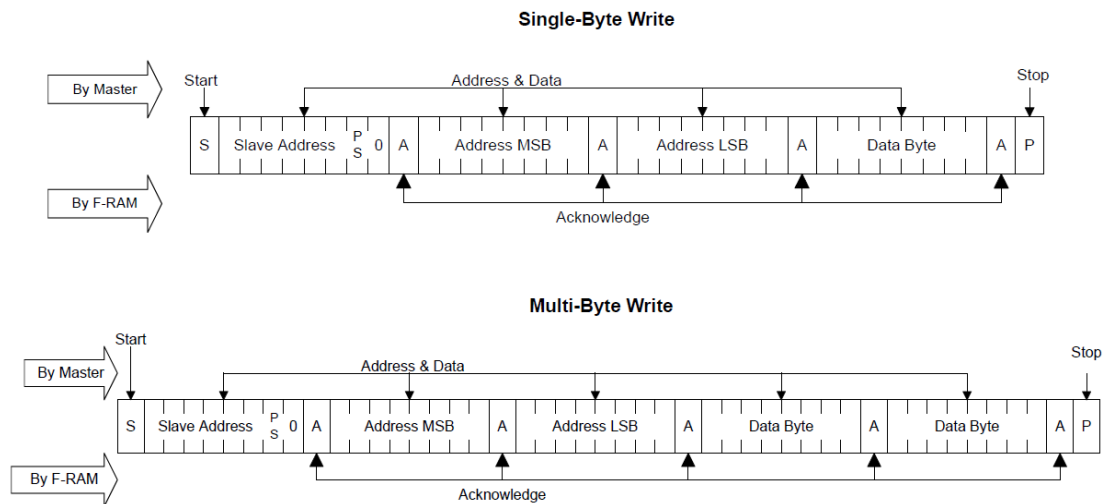 Single-Byte Write
By Master
Start
Address & Data
Stop
S
Slave Address
P
S
0
A
Address MSB
A
Address LSB
A
Data Byte
A
P
By F-RAM
Acknowledge
Multi-Byte Write
Start
By Master
Address & Data
Stop
S
Slave Address
P
S
0
A
Address MSB
A
Address LSB
A
Data Byte
A
Data Byte
A
P
By F-RAM
Acknowledge